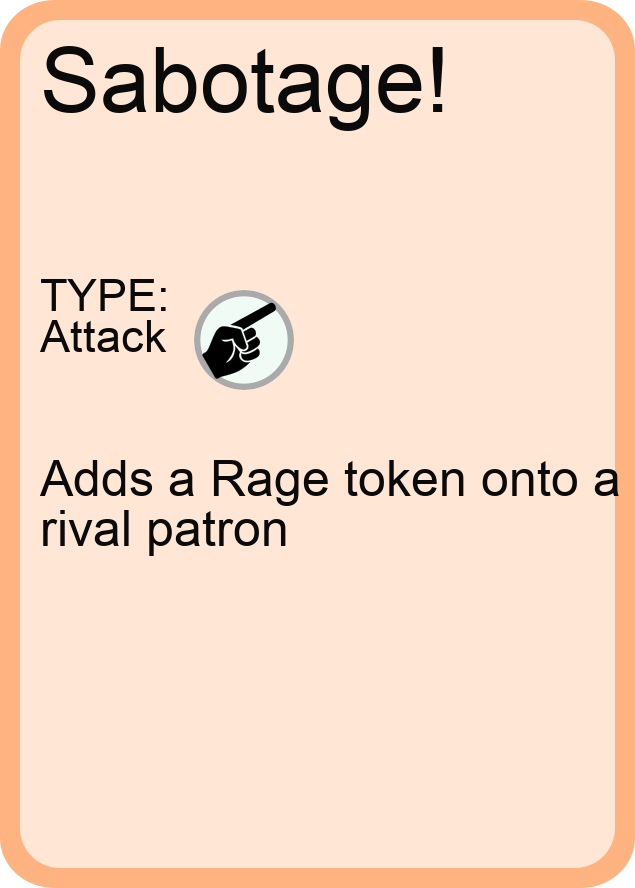 Sabotage!
TYPE:
Attack
Adds a Rage token onto a
rival patron